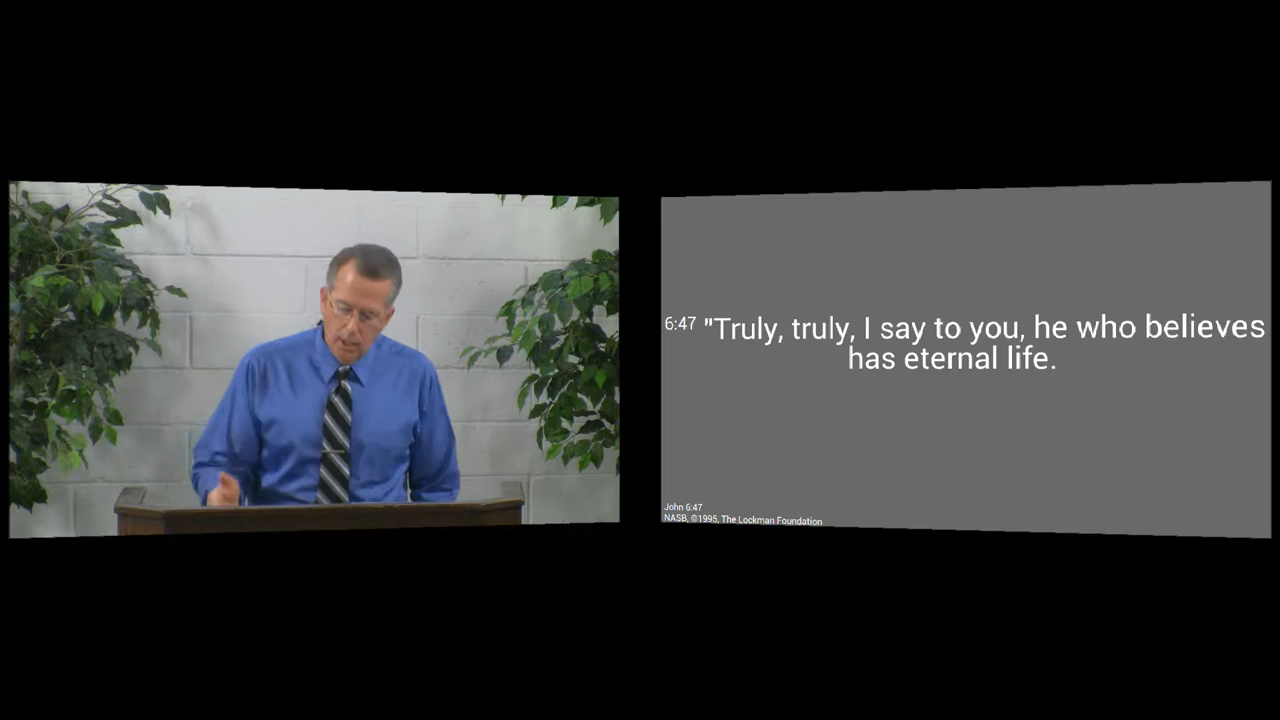 6:47 "Truly, truly, I say to you, he who believes
has eternal life.
John 6:47
NASB, ©1995, The Lockman Foundation